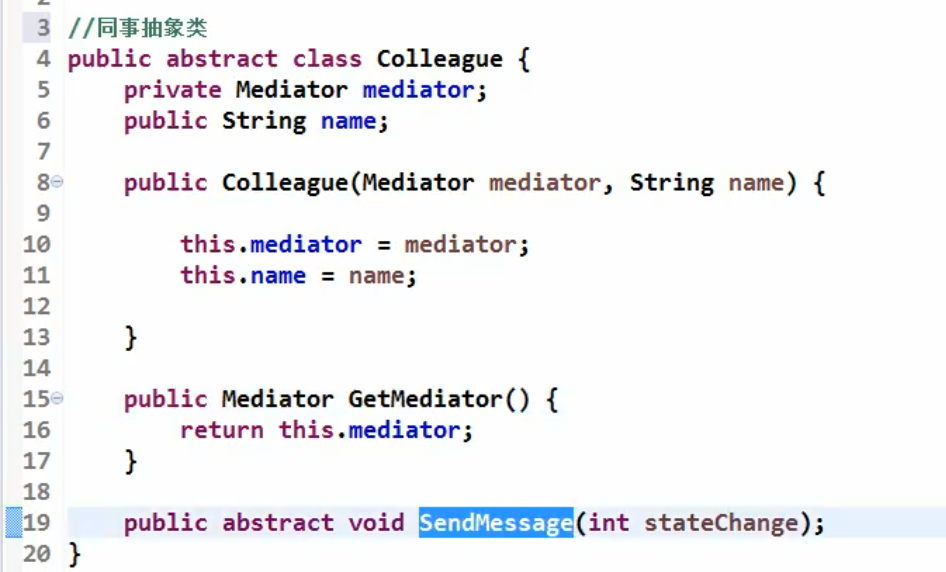 3 //同事抽象类
4 public abstract class Colleague {
5 private Mediator mediator;
6 public String name;
7
8 public Colleague(Mediator mediator, String name) {
9
10 this.mediator = mediator;
11 this.name = name;
12
13 }
14
15 public Mediator GetMediator() {
16 return this.mediator;
17 }
18
19 public abstract void SendMessage(int stateChange);
20 }